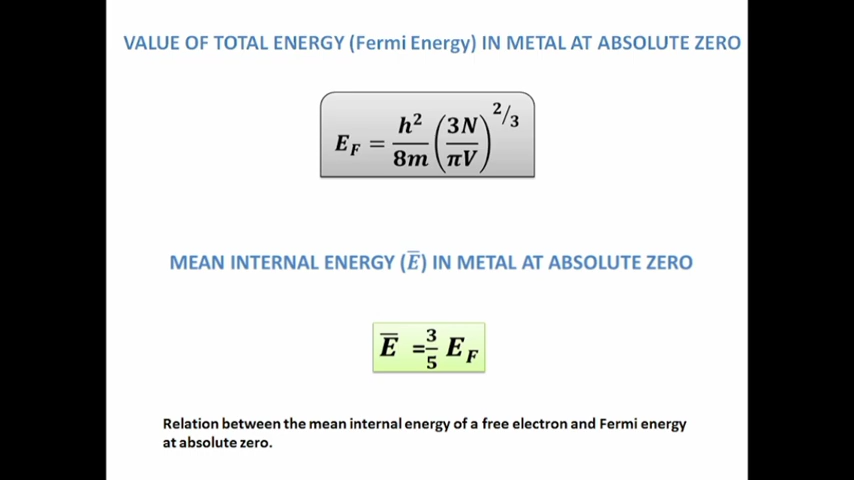 VALUE OF TOTAL ENERGY (Fermi Energy) IN METAL AT ABSOLUTE ZERO
E_F = h²/8m (3N/πV)^2/3
MEAN INTERNAL ENERGY (E̅) IN METAL AT ABSOLUTE ZERO
E̅ =3/5 E_F
Relation between the mean internal energy of a free electron and Fermi energy
at absolute zero.